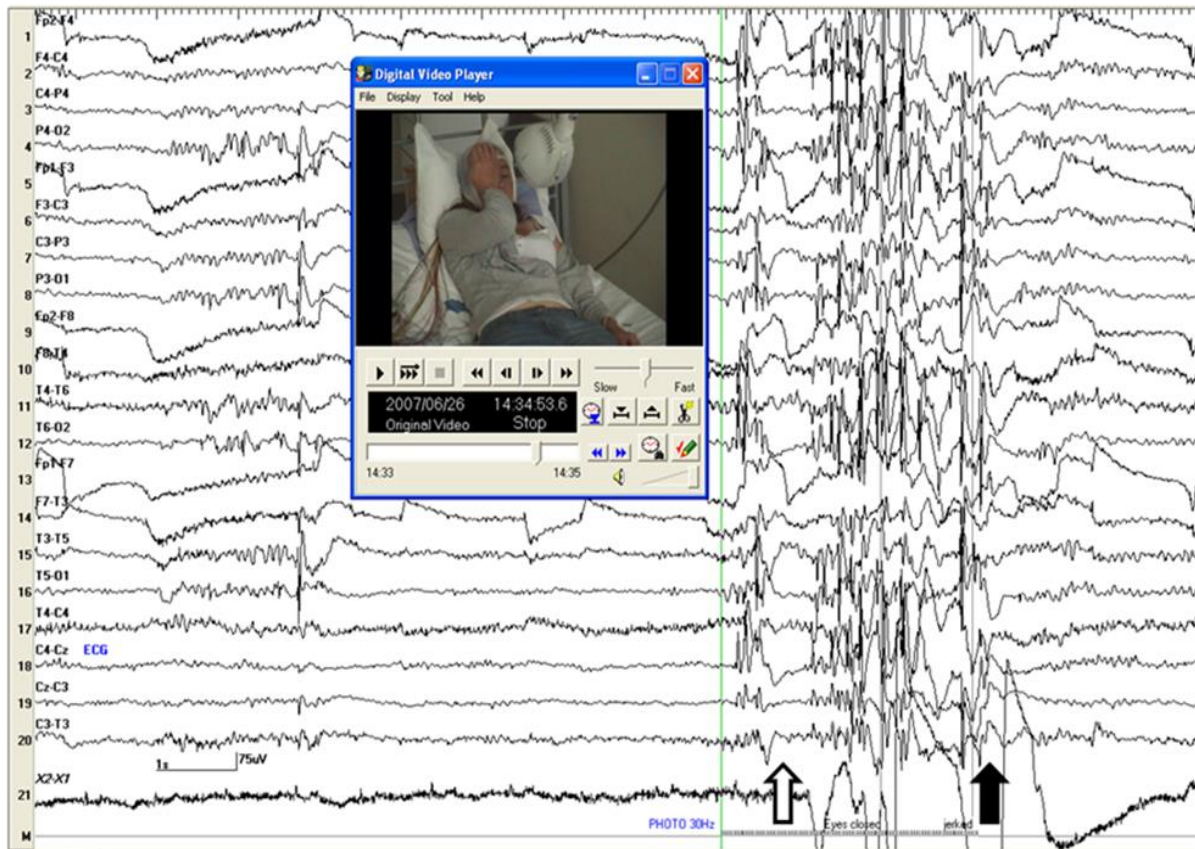 Fp2-F4
1
F4-C4
2
C4-P4
3
P4-O2
4
Fp1-F3
5
F3-C3
6
C3-P3
7
P3-O1
8
Fp2-F8
9
F8-T4
10
T4-T6
11
T6-O2
12
Fp1-F7
13
F7-T3
14
T3-T5
15
T5-O1
16
T4-C4
17
C4-Cz ECG
18
Cz-C3
19
C3-T3
20
1s 75uV
X2-X1
21
M
Digital Video Player
File Display Tool Help
Slow Fast
2007/06/26 14:34:53.6
Original Video Stop
14:33 14:35
PHOTO 30Hz
Eyes closed jerked